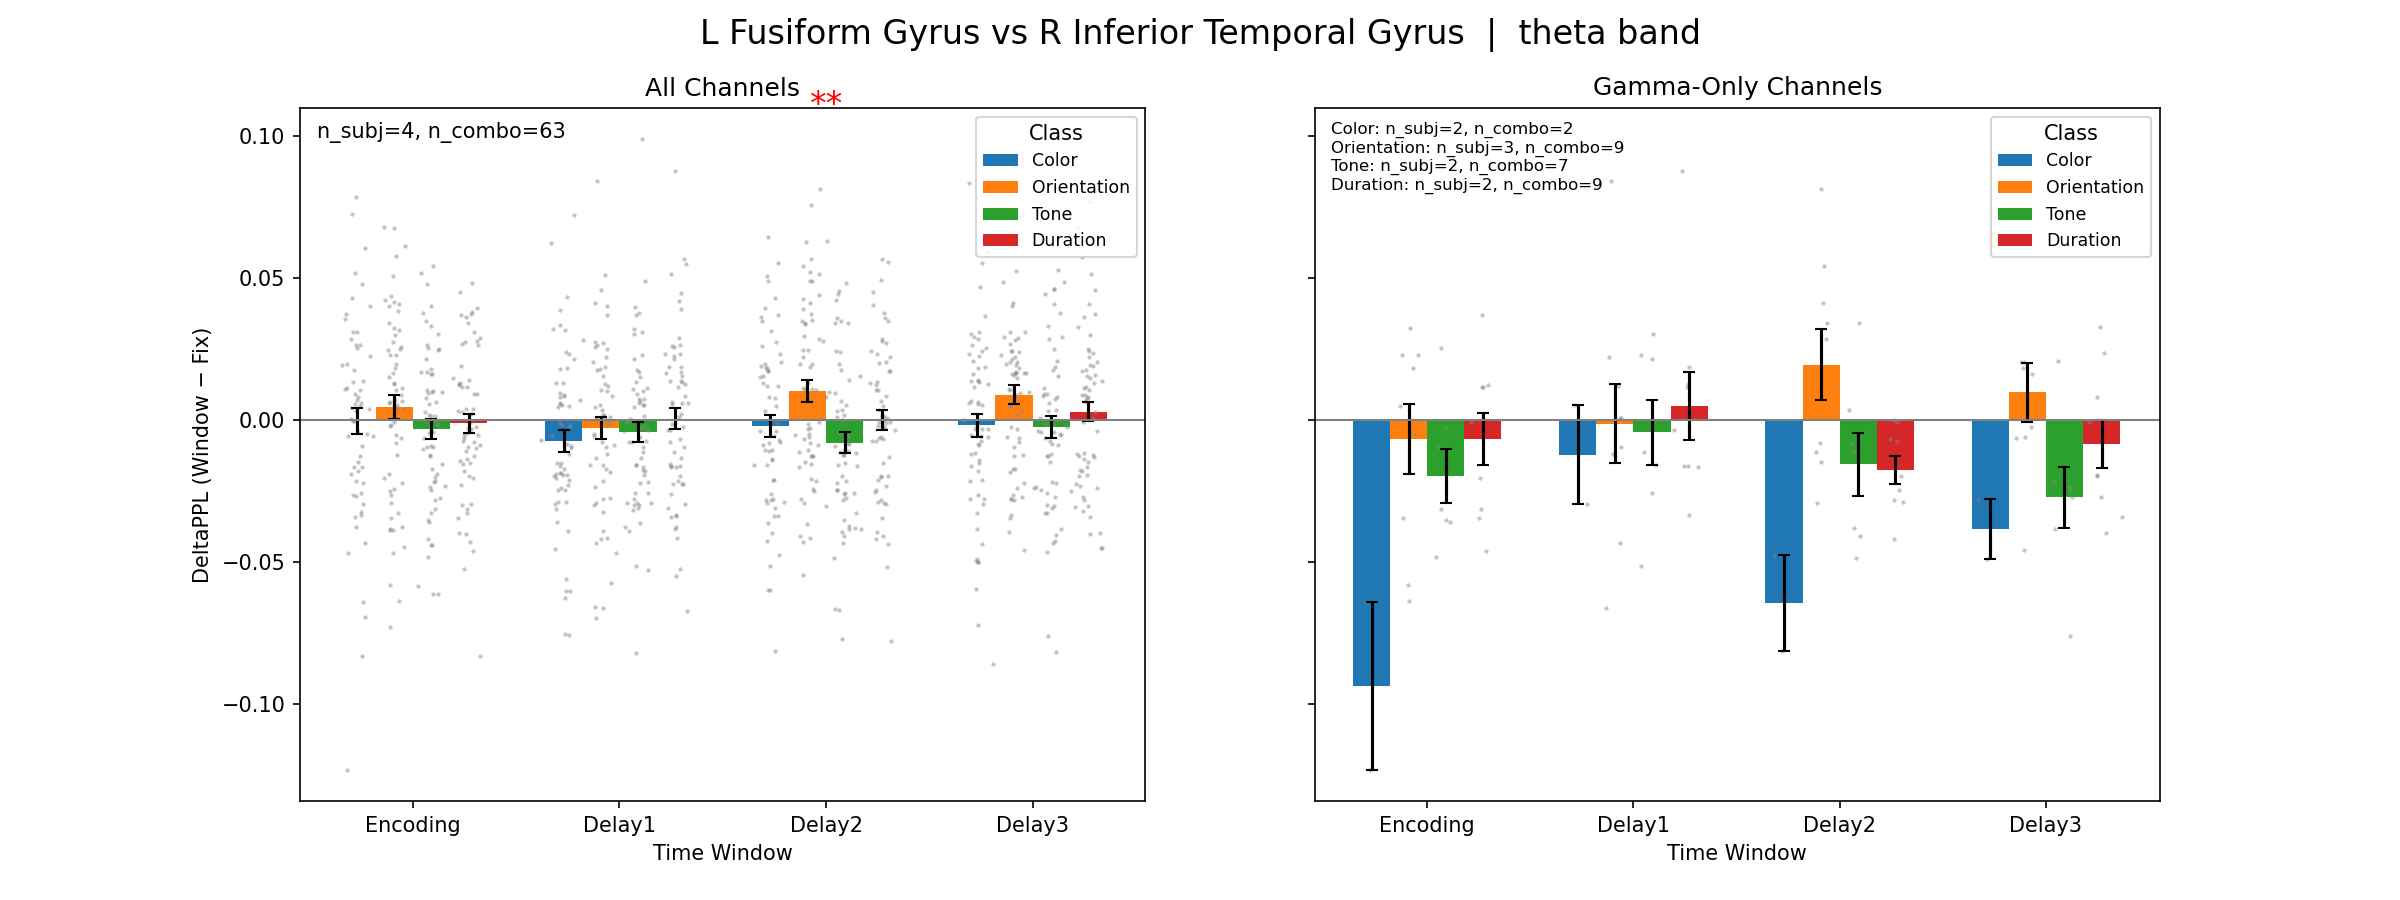 L Fusiform Gyrus vs R Inferior Temporal Gyrus | theta band
All Channels
**
n_subj=4, n_combo=63
Class
Color
Orientation
Tone
Duration
0.10
0.05
0.00
−0.05
−0.10
DeltaPPL (Window − Fix)
Encoding
Delay1
Delay2
Delay3
Time Window
Gamma-Only Channels
Color: n_subj=2, n_combo=2
Orientation: n_subj=3, n_combo=9
Tone: n_subj=2, n_combo=7
Duration: n_subj=2, n_combo=9
Class
Color
Orientation
Tone
Duration
Encoding
Delay1
Delay2
Delay3
Time Window